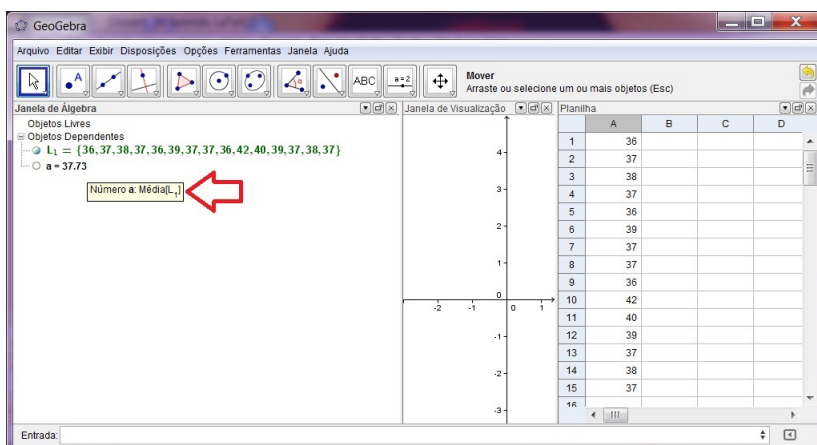 GeoGebra
Arquivo Editar Exibir Disposições Opções Ferramentas Janela Ajuda
ABC
a=2
Mover
Arraste ou selecione um ou mais objetos (Esc)
Janela de Álgebra
Objetos Livres
Objetos Dependentes
L₁ = {36,37,38,37,36,39,37,37,36,42,40,39,37,38,37}
a = 37.73
Número a: Média[L₁]
Janela de Visualização
4
3
2
1
0
-2 -1 0 1
-1
-2
-3
Planilha
A B C D
1 36
2 37
3 38
4 37
5 36
6 39
7 37
8 37
9 36
10 42
11 40
12 39
13 37
14 38
15 37
16
Entrada: